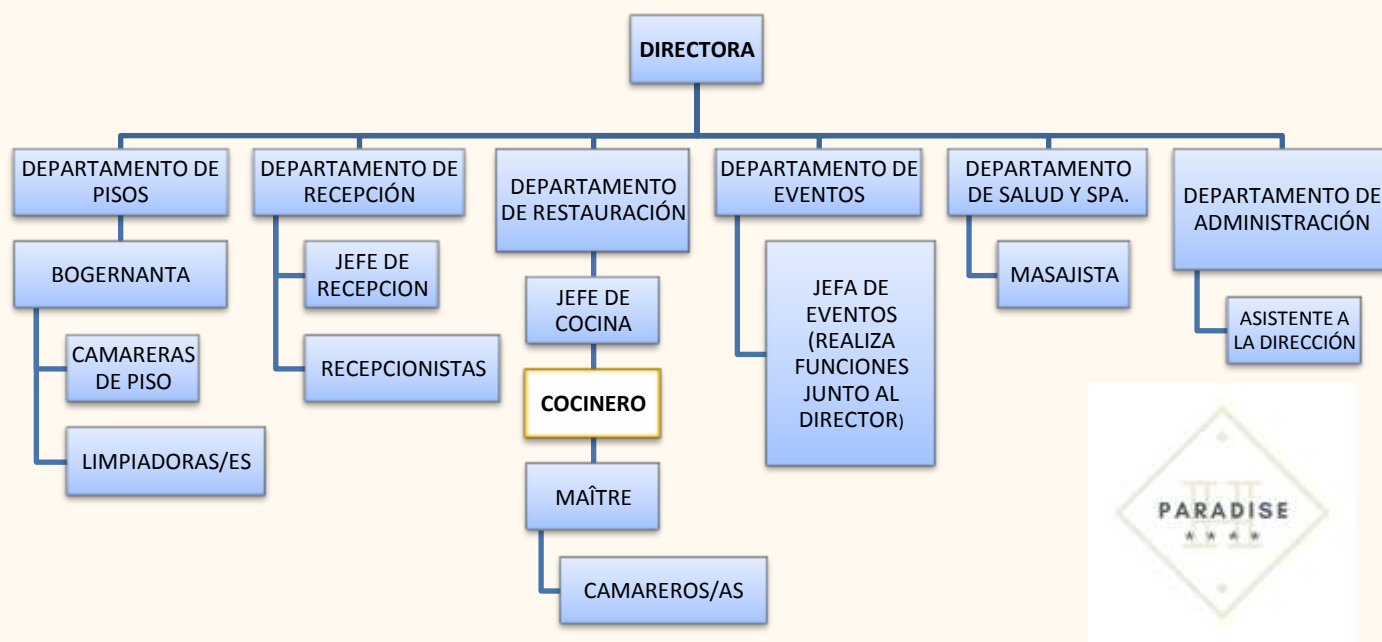 DIRECTORA
DEPARTAMENTO DE
PISOS
BOGERNANTA
CAMARERAS
DE PISO
LIMPIADORAS/ES
DEPARTAMENTO DE
RECEPCIÓN
JEFE DE
RECEPCION
RECEPCIONISTAS
DEPARTAMENTO
DE RESTAURACIÓN
JEFE DE
COCINA
COCINERO
MAÎTRE
CAMAREROS/AS
DEPARTAMENTO DE
EVENTOS
JEFA DE
EVENTOS
(REALIZA
FUNCIONES
JUNTO AL
DIRECTOR)
DEPARTAMENTO
DE SALUD Y SPA.
MASAJISTA
DEPARTAMENTO DE
ADMINISTRACIÓN
ASISTENTE A
LA DIRECCIÓN
H
PARADISE
★ ★ ★ ★